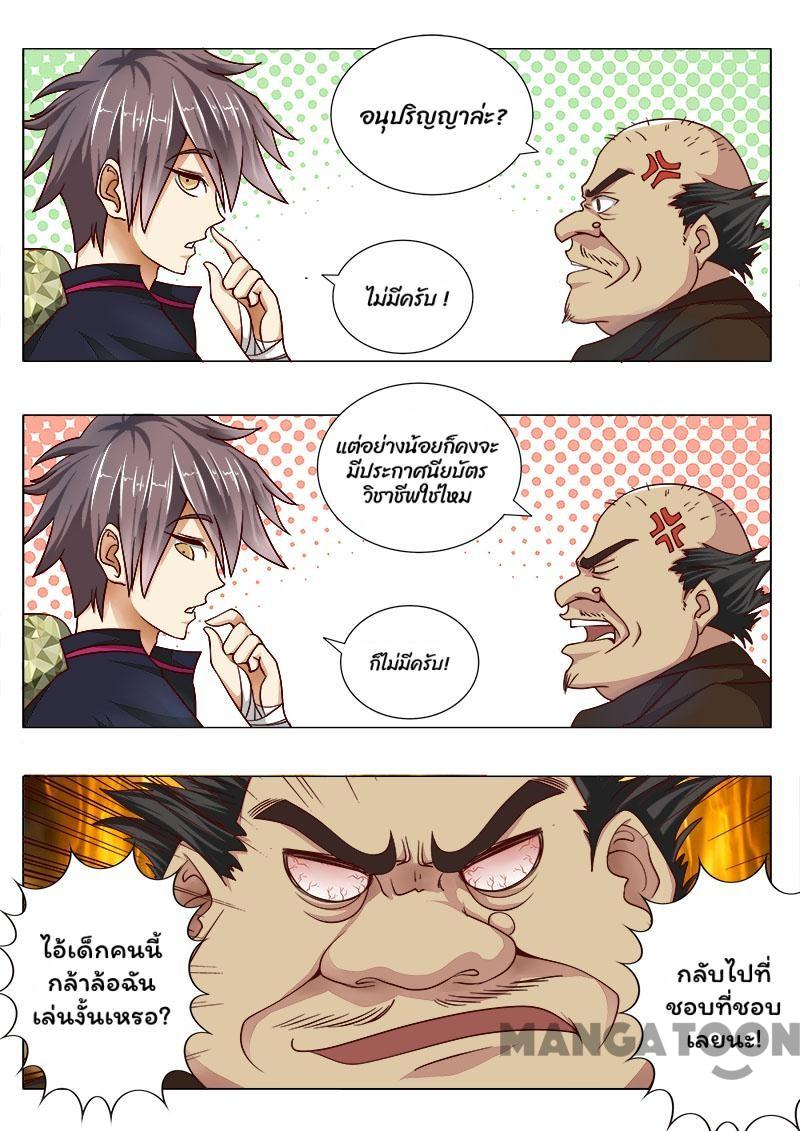 อนุปริญญาล่ะ?
ไม่มีครับ !
แต่อย่างน้อยก็คงจะ
มีประกาศนียบัตร
วิชาชีพใช่ไหม
ก็ไม่มีครับ!
ไอ้เด็กคนนี้
กล้าล้อฉัน
เล่นงั้นเหรอ?
กลับไปที่
ชอบที่ชอบ
เลยนะ!
MANGATOON